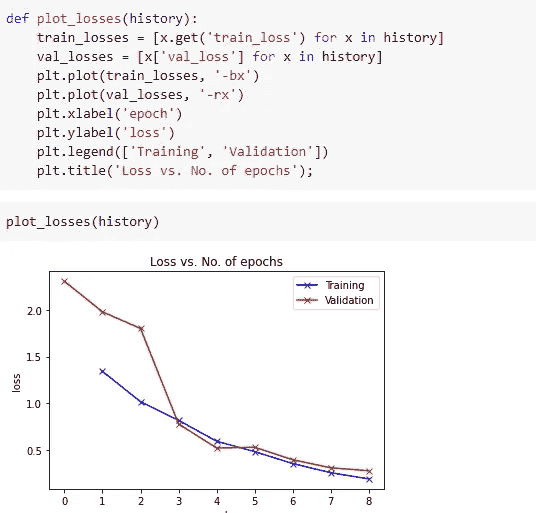 def plot_losses(history):
    train_losses = [x.get('train_loss') for x in history]
    val_losses = [x['val_loss'] for x in history]
    plt.plot(train_losses, '-bx')
    plt.plot(val_losses, '-rx')
    plt.xlabel('epoch')
    plt.ylabel('loss')
    plt.legend(['Training', 'Validation'])
    plt.title('Loss vs. No. of epochs');
plot_losses(history)
Loss vs. No. of epochs
Training
Validation
2.0
1.5
1.0
0.5
loss
0 1 2 3 4 5 6 7 8